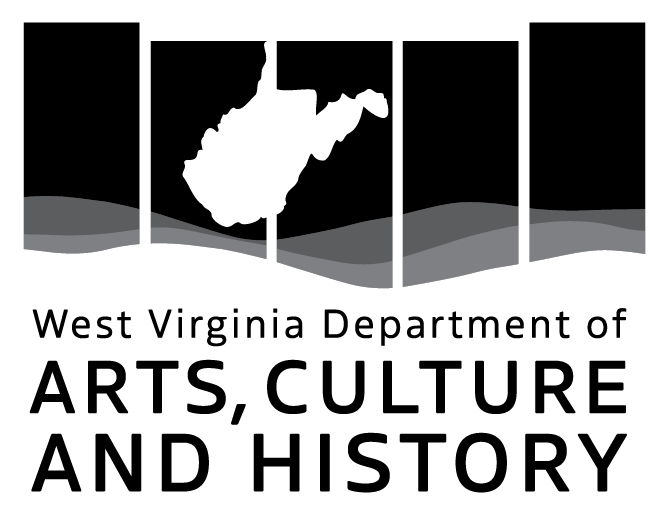 West Virginia Department of
ARTS, CULTURE
AND HISTORY